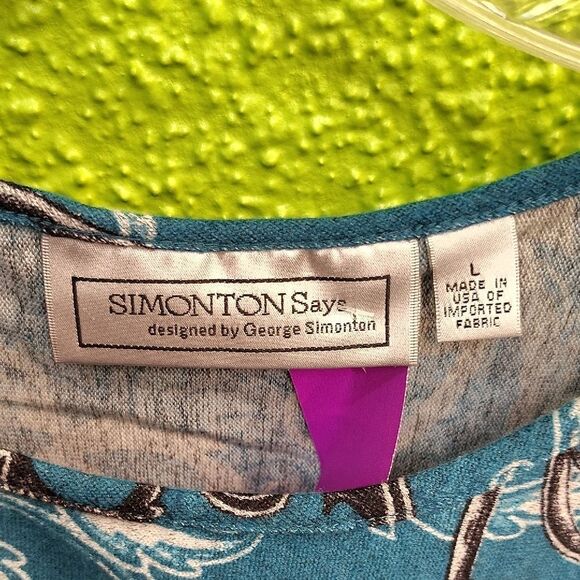 SIMONTON Says
designed by George Simonton
L
MADE IN
USA OF
IMPORTED
FABRIC